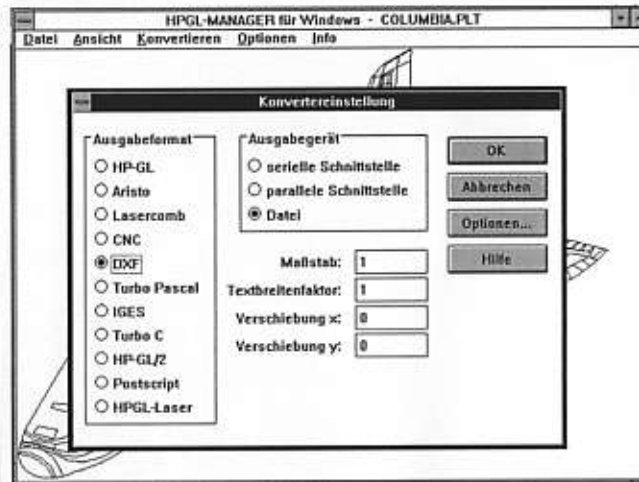 HPGL-MANAGER für Windows - COLUMBIA.PLT
Datei Ansicht Konvertieren Optionen Info
Konvertereinstellung
Ausgabeformat
HP-GL
Aristo
Lasercomb
CNC
DXF
Turbo Pascal
IGES
Turbo C
HP-GL/2
Postscript
HPGL-Laser
Ausgabegerät
serielle Schnittstelle
parallele Schnittstelle
Datei
Maßstab: 1
Textbreitenfaktor: 1
Verschiebung x: 0
Verschiebung y: 0
OK
Abbrechen
Optionen...
Hilfe